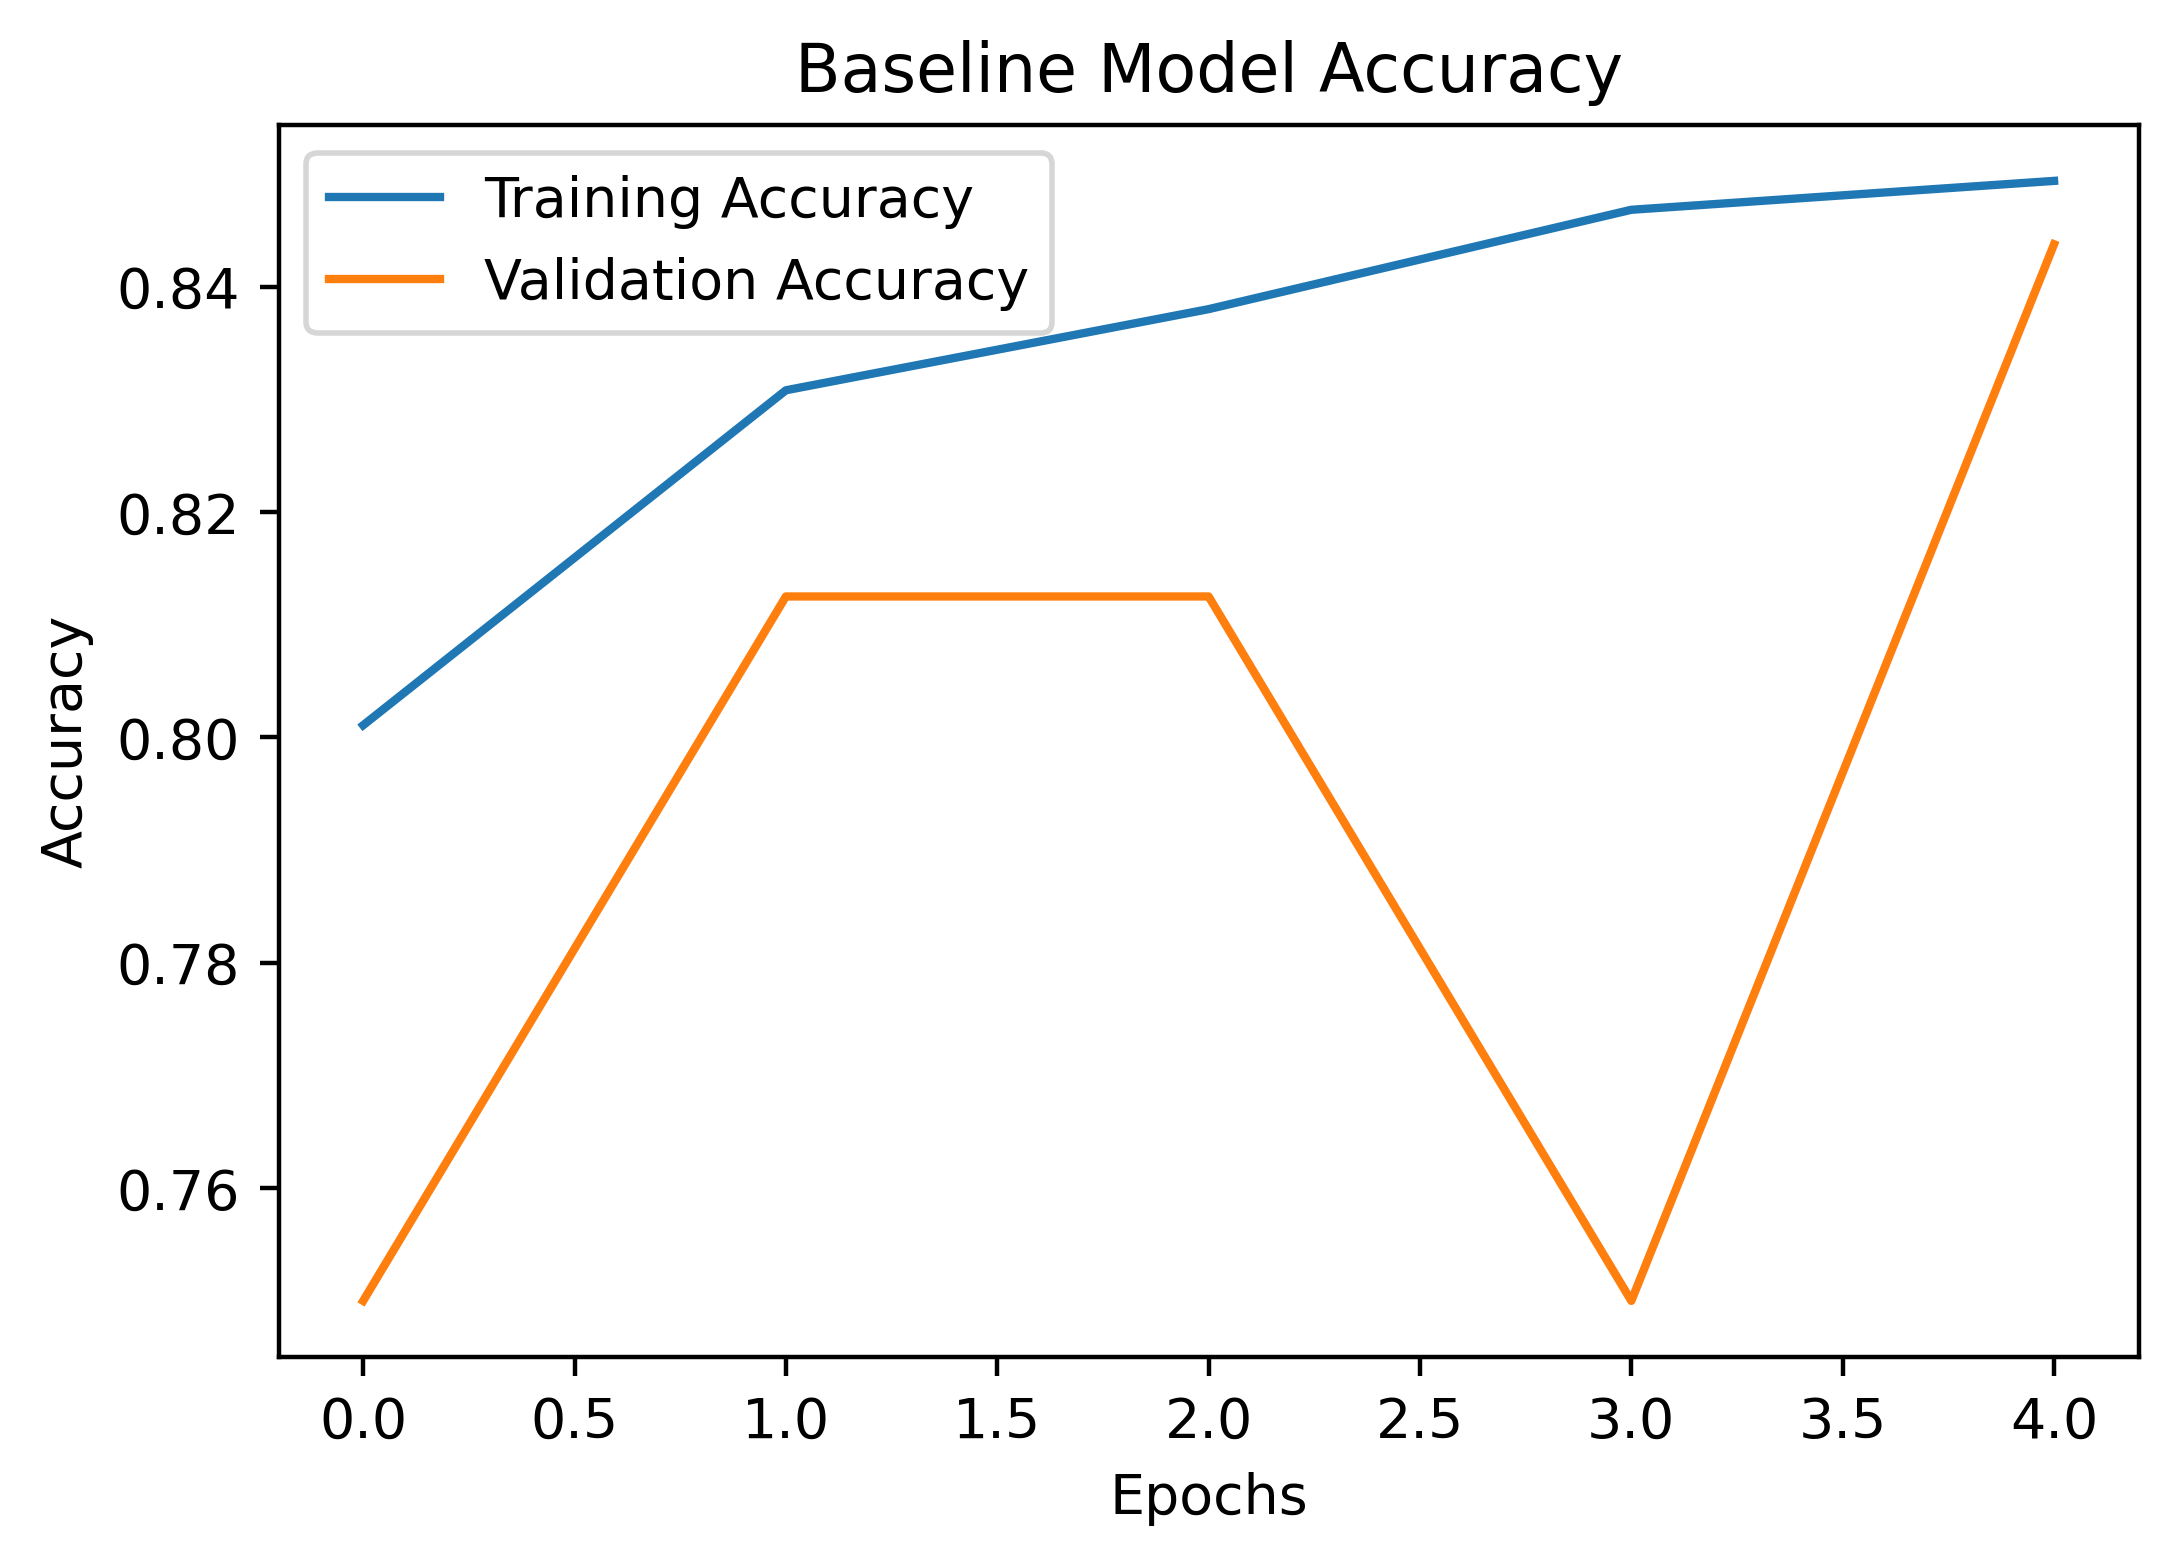 Baseline Model Accuracy
Training Accuracy
Validation Accuracy
0.84
0.82
0.80
0.78
0.76
Accuracy
0.0 0.5 1.0 1.5 2.0 2.5 3.0 3.5 4.0
Epochs